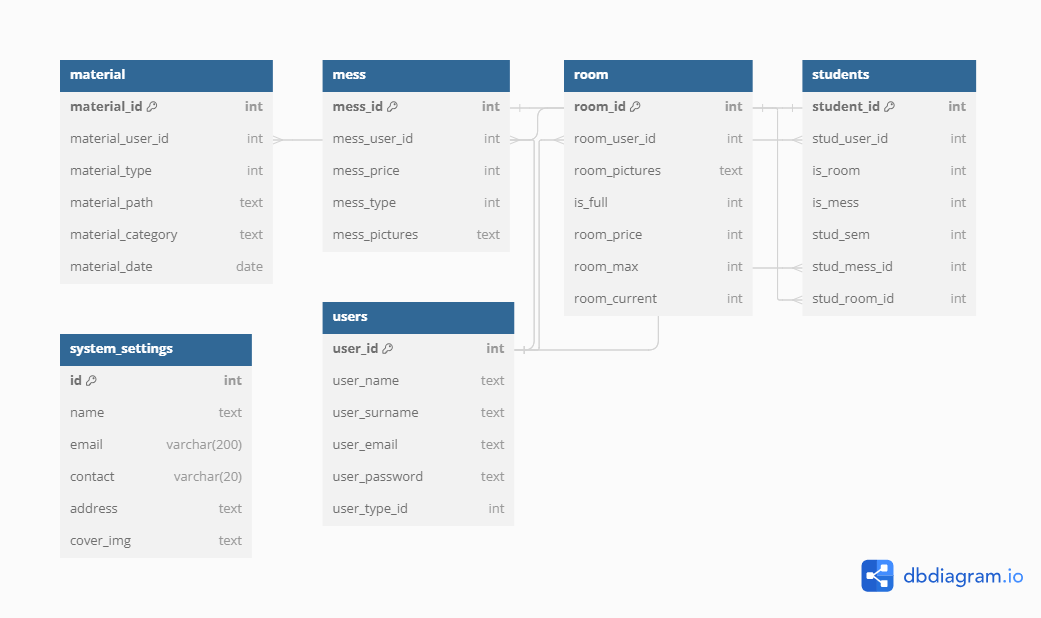 material
material_id int
material_user_id int
material_type int
material_path text
material_category text
material_date date
mess
mess_id int
mess_user_id int
mess_price int
mess_type int
mess_pictures text
room
room_id int
room_user_id int
room_pictures text
is_full int
room_price int
room_max int
room_current int
students
student_id int
stud_user_id int
is_room int
is_mess int
stud_sem int
stud_mess_id int
stud_room_id int
system_settings
id int
name text
email varchar(200)
contact varchar(20)
address text
cover_img text
users
user_id int
user_name text
user_surname text
user_email text
user_password text
user_type_id int
dbdiagram.io